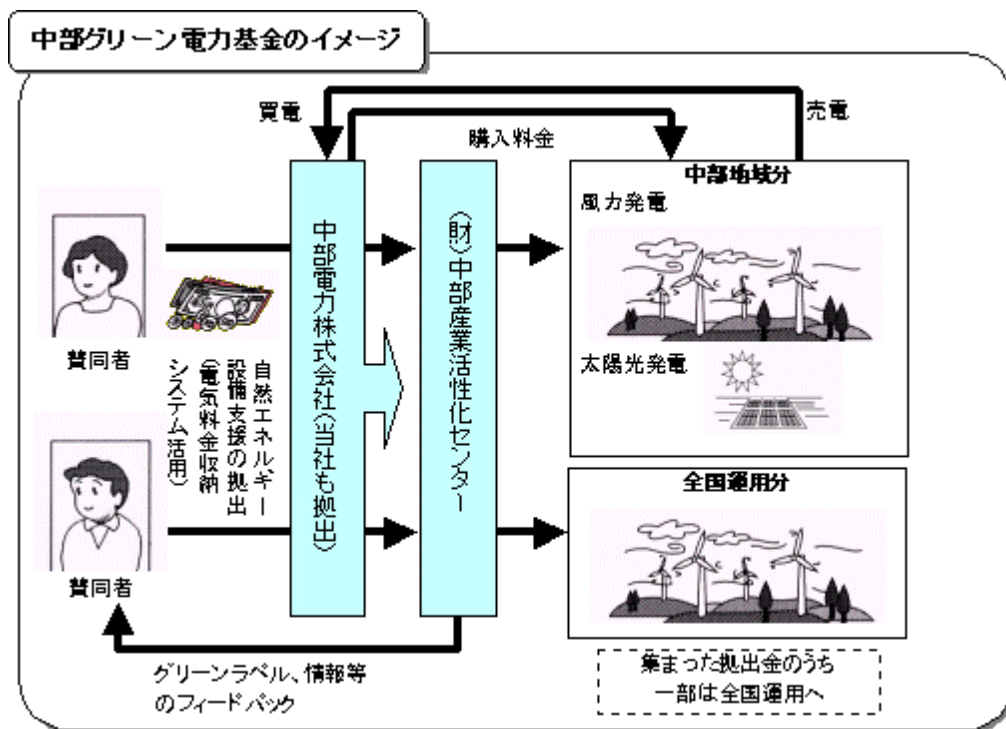 中部グリーン電力基金のイメージ
買電
売電
購入料金
中部地域分
風力発電
太陽光発電
賛同者
自然エネルギー
設備支援の拠出
(電気料金収納
システム活用)
中部電力株式会社(当社も拠出)
(財)中部産業活性化センター
全国運用分
賛同者
グリーンラベル、情報等
のフィードバック
集まった拠出金のうち
一部は全国運用へ